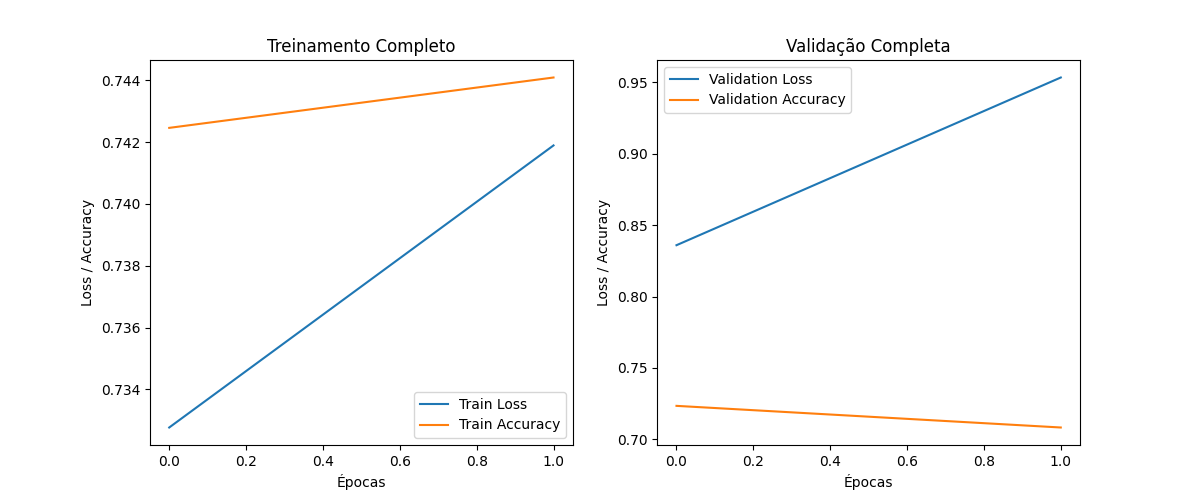 Treinamento Completo
Loss / Accuracy
0.744
0.742
0.740
0.738
0.736
0.734
Train Loss
Train Accuracy
0.0 0.2 0.4 0.6 0.8 1.0
Épocas
Validação Completa
Loss / Accuracy
0.95
0.90
0.85
0.80
0.75
0.70
Validation Loss
Validation Accuracy
0.0 0.2 0.4 0.6 0.8 1.0
Épocas